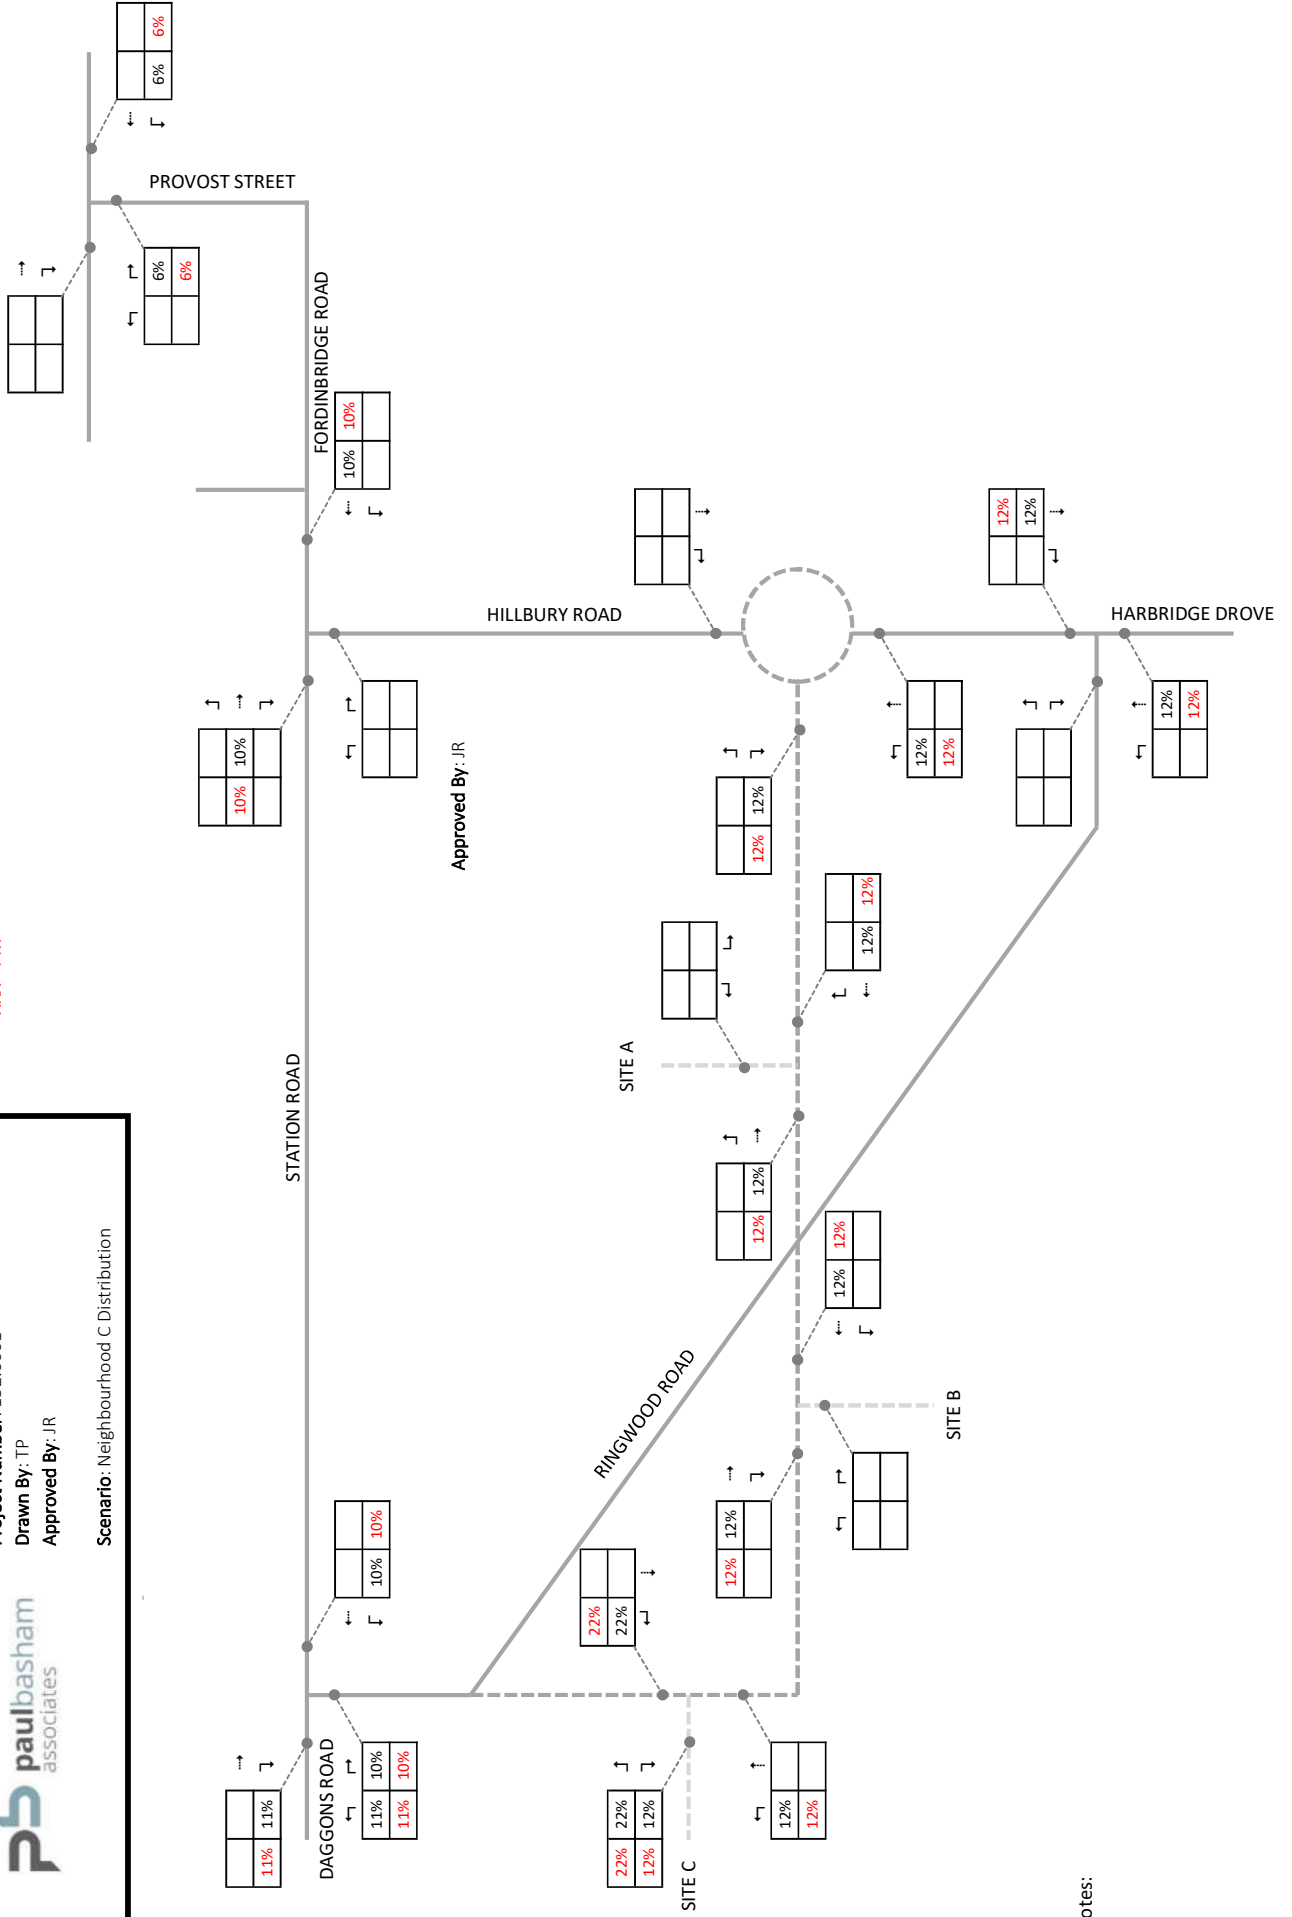 6%
6%
PROVOST STREET
6%
6%
FORDINBRIDGE ROAD
10%
10%
10%
10%
HILLBURY ROAD
HARBRIDGE DROVE
12%
12%
12%
12%
12%
12%
Approved By: JR
12%
12%
12%
12%
STATION ROAD
SITE A
12%
12%
12%
12%
RINGWOOD ROAD
SITE B
12%
12%
10%
10%
22%
22%
11%
11%
DAGGONS ROAD
11%
10%
11%
10%
22%
22%
12%
12%
SITE C
12%
12%
Drawn By: TP
Approved By: JR
Scenario: Neighbourhood C Distribution
pb paulbasham
associates
otes: